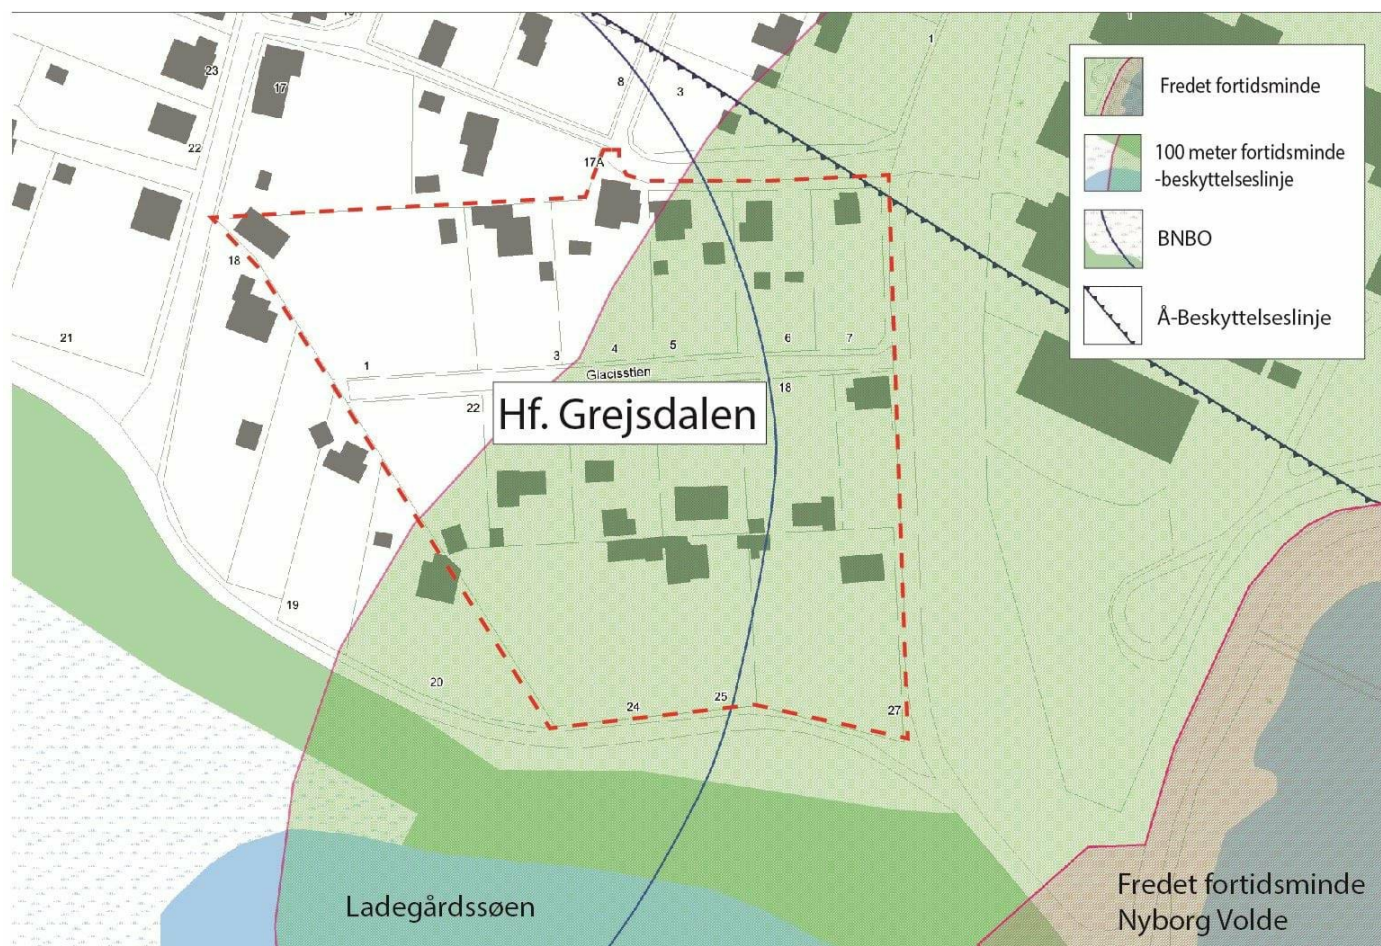 1
23
8
3
17
22
17A
Fredet fortidsminde
100 meter fortidsminde
-beskyttelseslinje
BNBO
Å-Beskyttelseslinje
18
21
1
3
4
5
6
7
Glacisstien
22
18
Hf. Grejsdalen
19
20
24
25
27
Ladegårdssøen
Fredet fortidsminde
Nyborg Volde